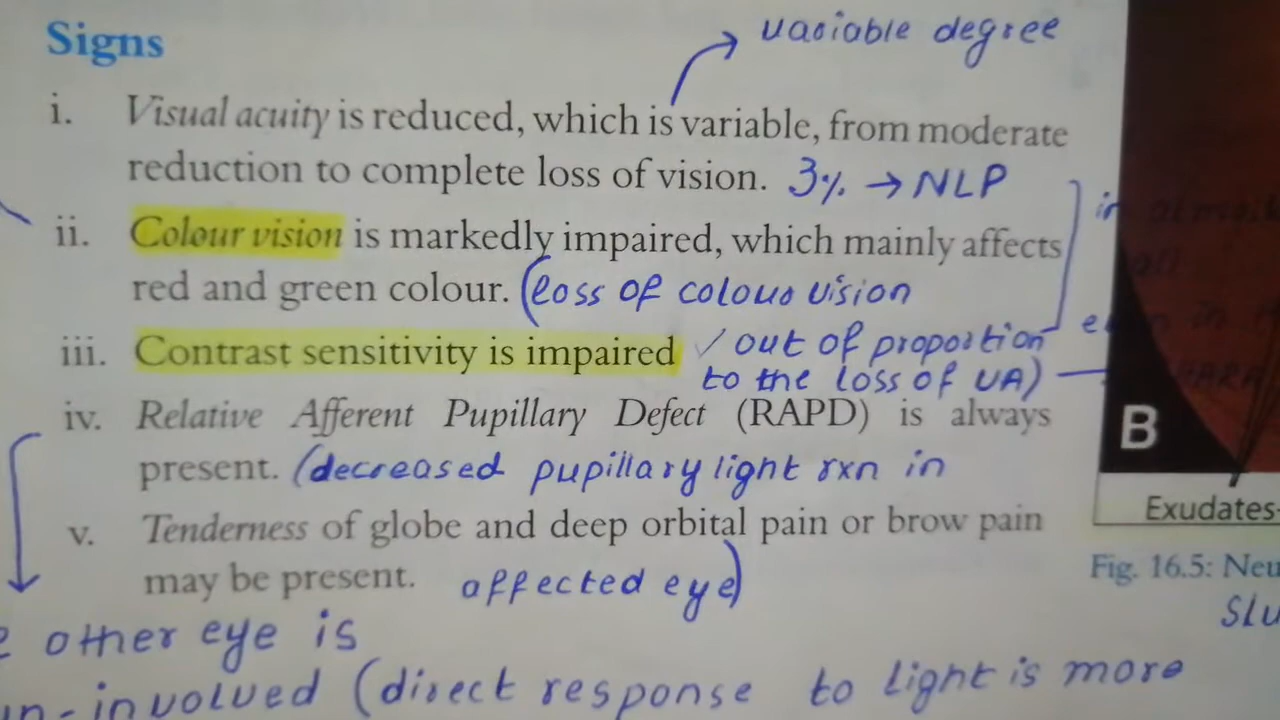 Signs
variable degree
i. Visual acuity is reduced, which is variable, from moderate
reduction to complete loss of vision. 3% → NLP
ii. Colour vision is markedly impaired, which mainly affects
red and green colour. (loss of colour vision
iii. Contrast sensitivity is impaired ✓ out of proportion
to the loss of VA)
iv. Relative Afferent Pupillary Defect (RAPD) is always
present. (decreased pupillary light rxn in
v. Tenderness of globe and deep orbital pain or brow pain
may be present. affected eye)
other eye is
un-involved (direct response to light is more
in almost
all
B
Exudates-
Fig. 16.5: Neu